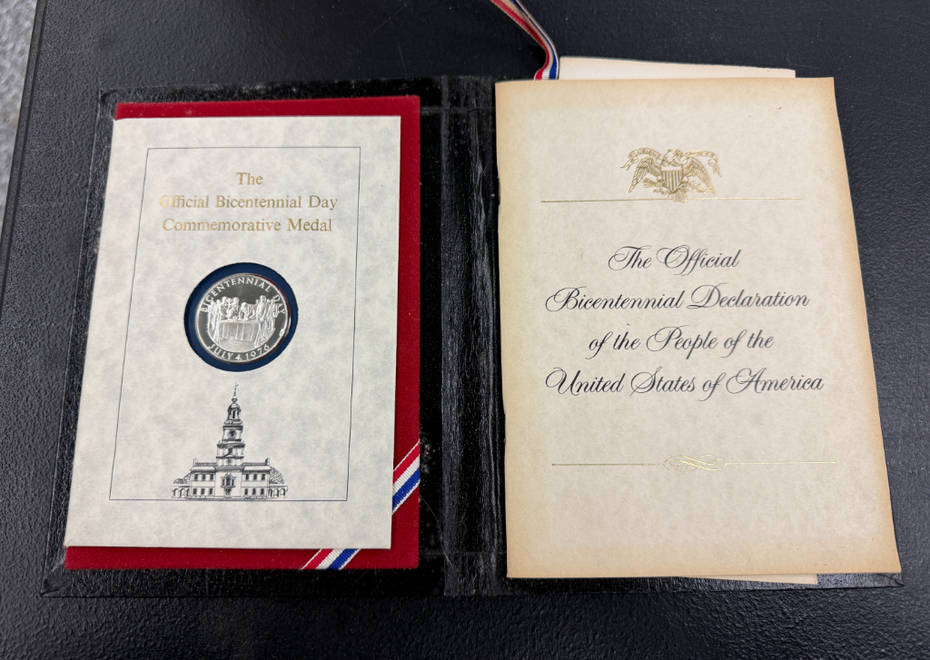 The
Official Bicentennial Day
Commemorative Medal
BICENTENNIAL DAY
JULY 4 1976
The Official
Bicentennial Declaration
of the People of the
United States of America